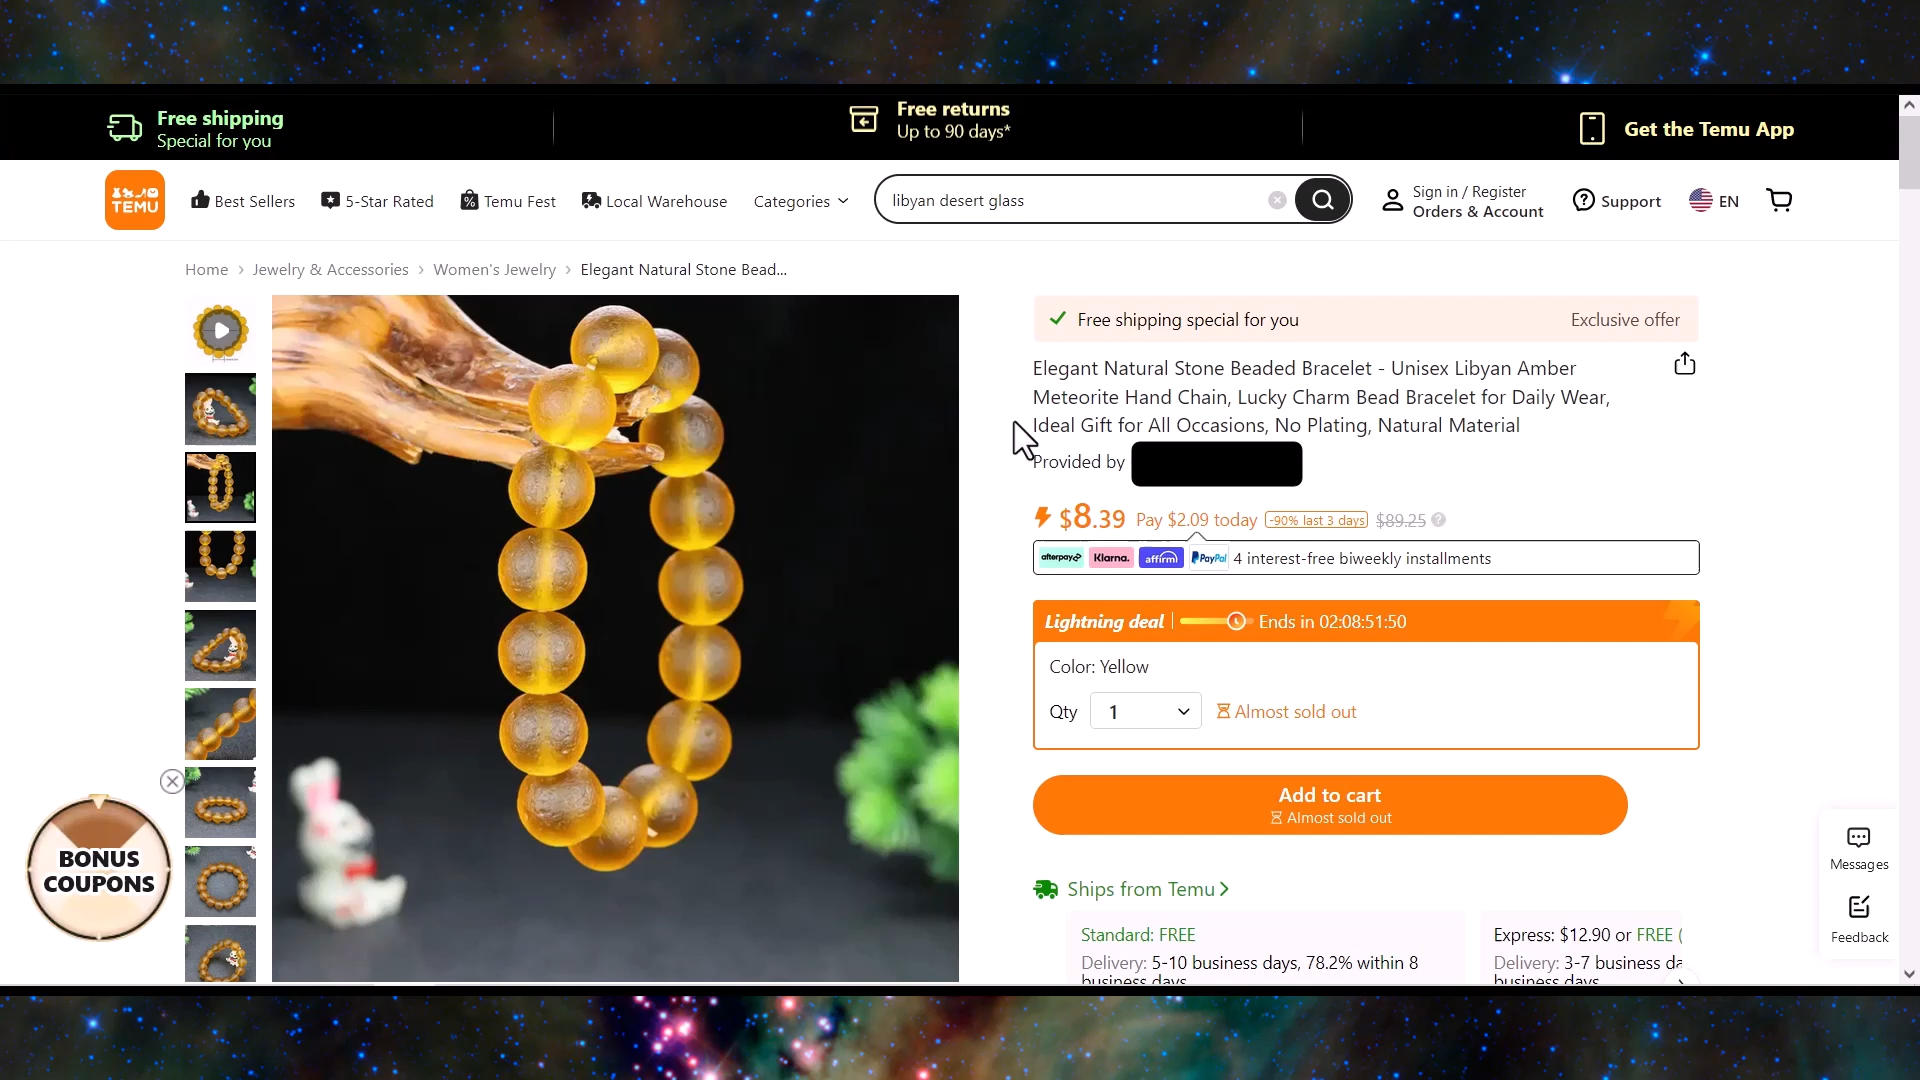 Free shipping
Special for you
Free returns
Up to 90 days*
Get the Temu App
TEMU
Best Sellers
5-Star Rated
Temu Fest
Local Warehouse
Categories
libyan desert glass
Sign in / Register
Orders & Account
Support
EN
Home › Jewelry & Accessories › Women's Jewelry › Elegant Natural Stone Bead...
Free shipping special for you
Exclusive offer
Elegant Natural Stone Beaded Bracelet - Unisex Libyan Amber
Meteorite Hand Chain, Lucky Charm Bead Bracelet for Daily Wear,
Ideal Gift for All Occasions, No Plating, Natural Material
Provided by
$8.39 Pay $2.09 today -90% last 3 days $89.25
afterpay Klarna. affirm PayPal 4 interest-free biweekly installments
Lightning deal Ends in 02:08:51:50
Color: Yellow
Qty 1 Almost sold out
Add to cart
Almost sold out
BONUS
COUPONS
Messages
Feedback
Ships from Temu
Standard: FREE
Delivery: 5-10 business days, 78.2% within 8
business days
Express: $12.90 or FREE (
Delivery: 3-7 business da
business days